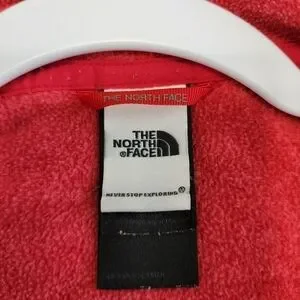 THE NORTH FACE
THE
NORTH
FACE
NEVER STOP EXPLORING